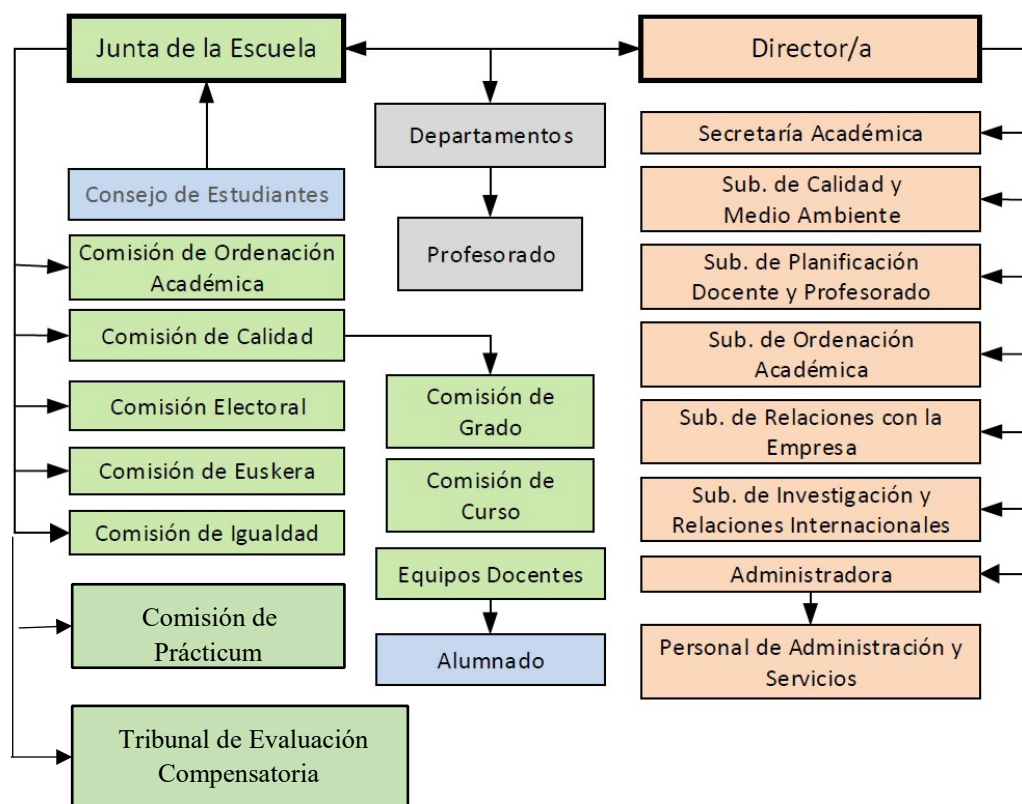 Junta de la Escuela
Director/a
Departamentos
Secretaría Académica
Consejo de Estudiantes
Sub. de Calidad y
Medio Ambiente
Profesorado
Comisión de Ordenación
Académica
Sub. de Planificación
Docente y Profesorado
Comisión de Calidad
Sub. de Ordenación
Académica
Comisión Electoral
Comisión de
Grado
Sub. de Relaciones con la
Empresa
Comisión de Euskera
Comisión de
Curso
Sub. de Investigación y
Relaciones Internacionales
Comisión de Igualdad
Equipos Docentes
Administradora
Comisión de
Prácticum
Alumnado
Personal de Administración y
Servicios
Tribunal de Evaluación
Compensatoria